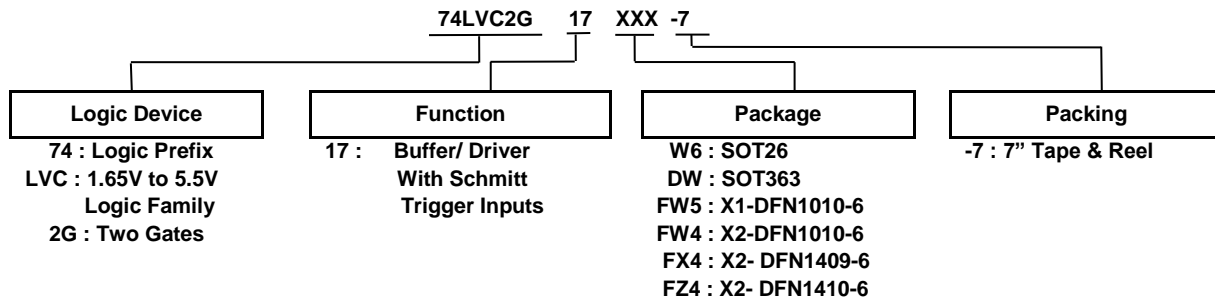 74LVC2G 17 XXX -7
Logic Device
74 : Logic Prefix
LVC : 1.65V to 5.5V
Logic Family
2G : Two Gates
Function
17 : Buffer/ Driver
With Schmitt
Trigger Inputs
Package
W6 : SOT26
DW : SOT363
FW5 : X1-DFN1010-6
FW4 : X2-DFN1010-6
FX4 : X2- DFN1409-6
FZ4 : X2- DFN1410-6
Packing
-7 : 7” Tape & Reel